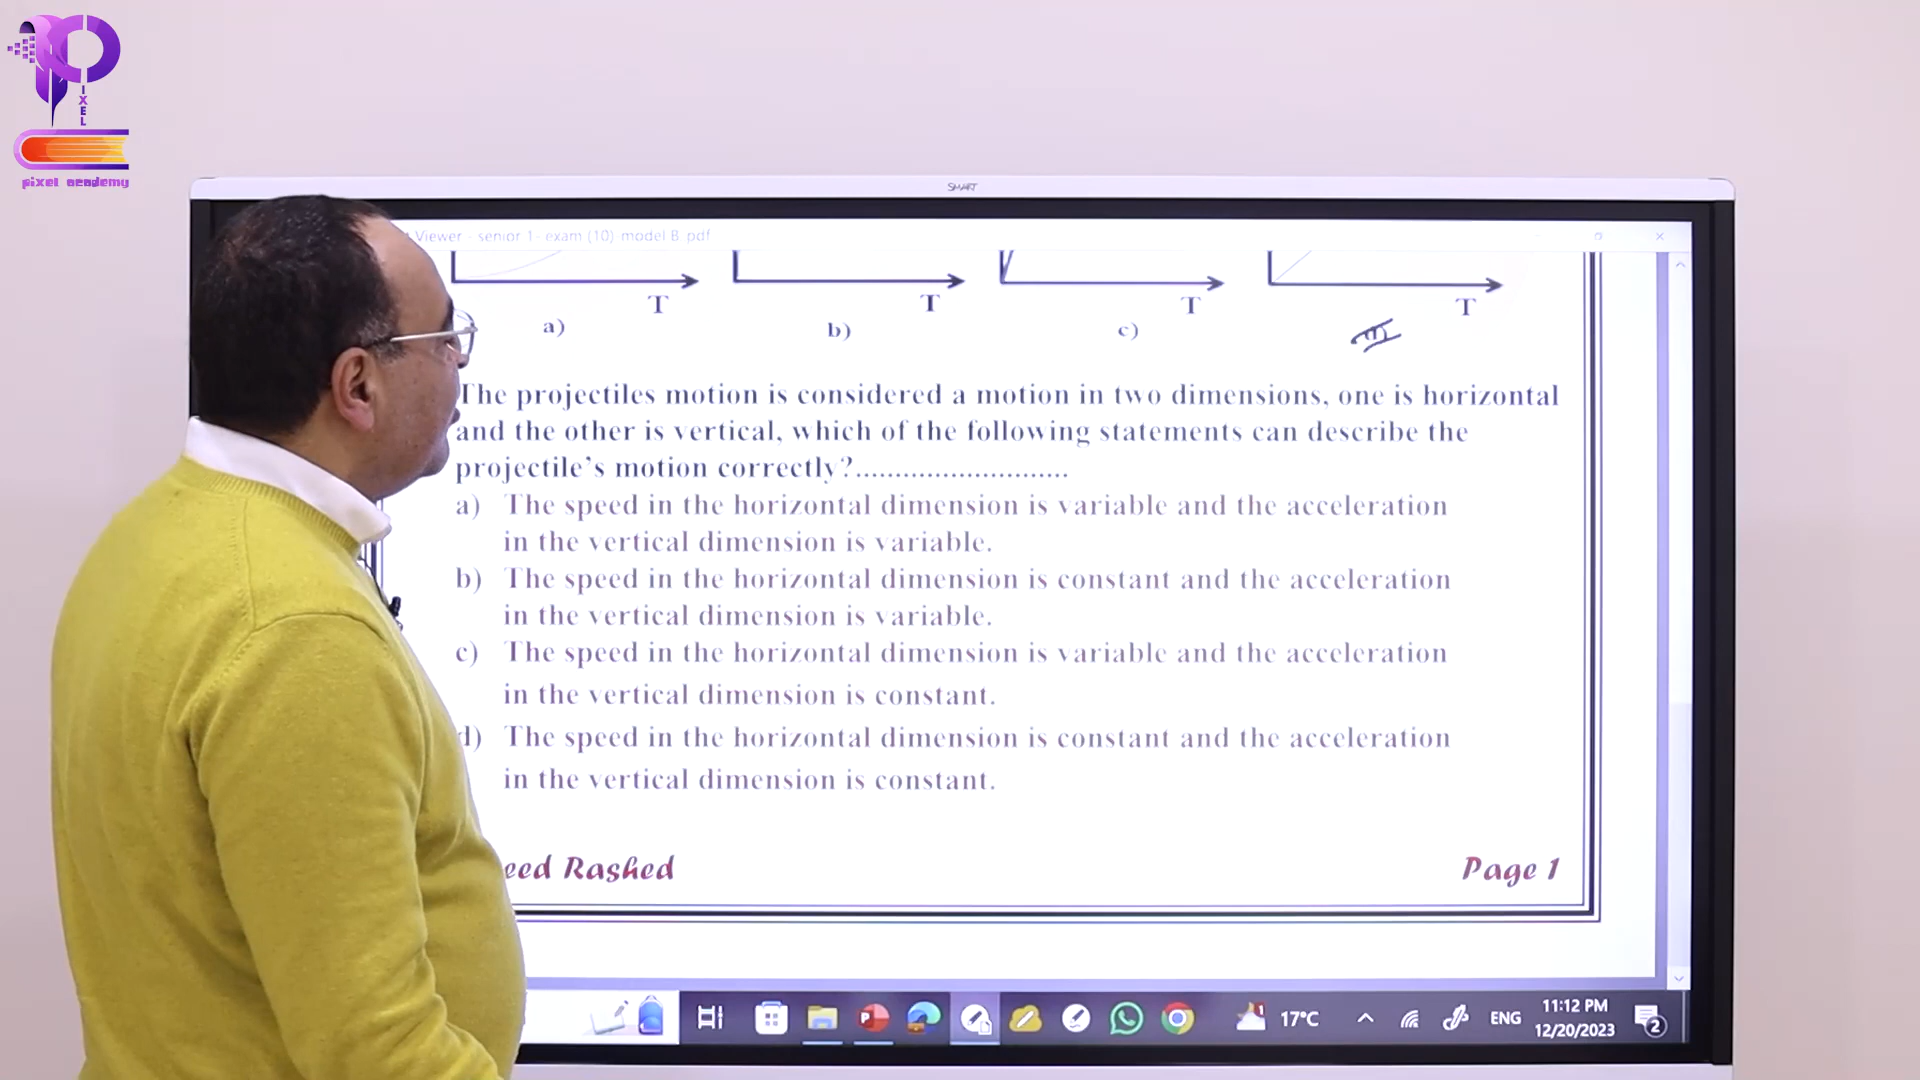 PIXEL
pixel academy
SMART
Viewer - senior 1- exam (10) model B.pdf
T
T
T
T
a)
b)
c)
The projectiles motion is considered a motion in two dimensions, one is horizontal
and the other is vertical, which of the following statements can describe the
projectile’s motion correctly?...........................
a) The speed in the horizontal dimension is variable and the acceleration
in the vertical dimension is variable.
b) The speed in the horizontal dimension is constant and the acceleration
in the vertical dimension is variable.
c) The speed in the horizontal dimension is variable and the acceleration
in the vertical dimension is constant.
d) The speed in the horizontal dimension is constant and the acceleration
in the vertical dimension is constant.
eed Rashed
Page 1
17°C
ENG
11:12 PM
12/20/2023
2